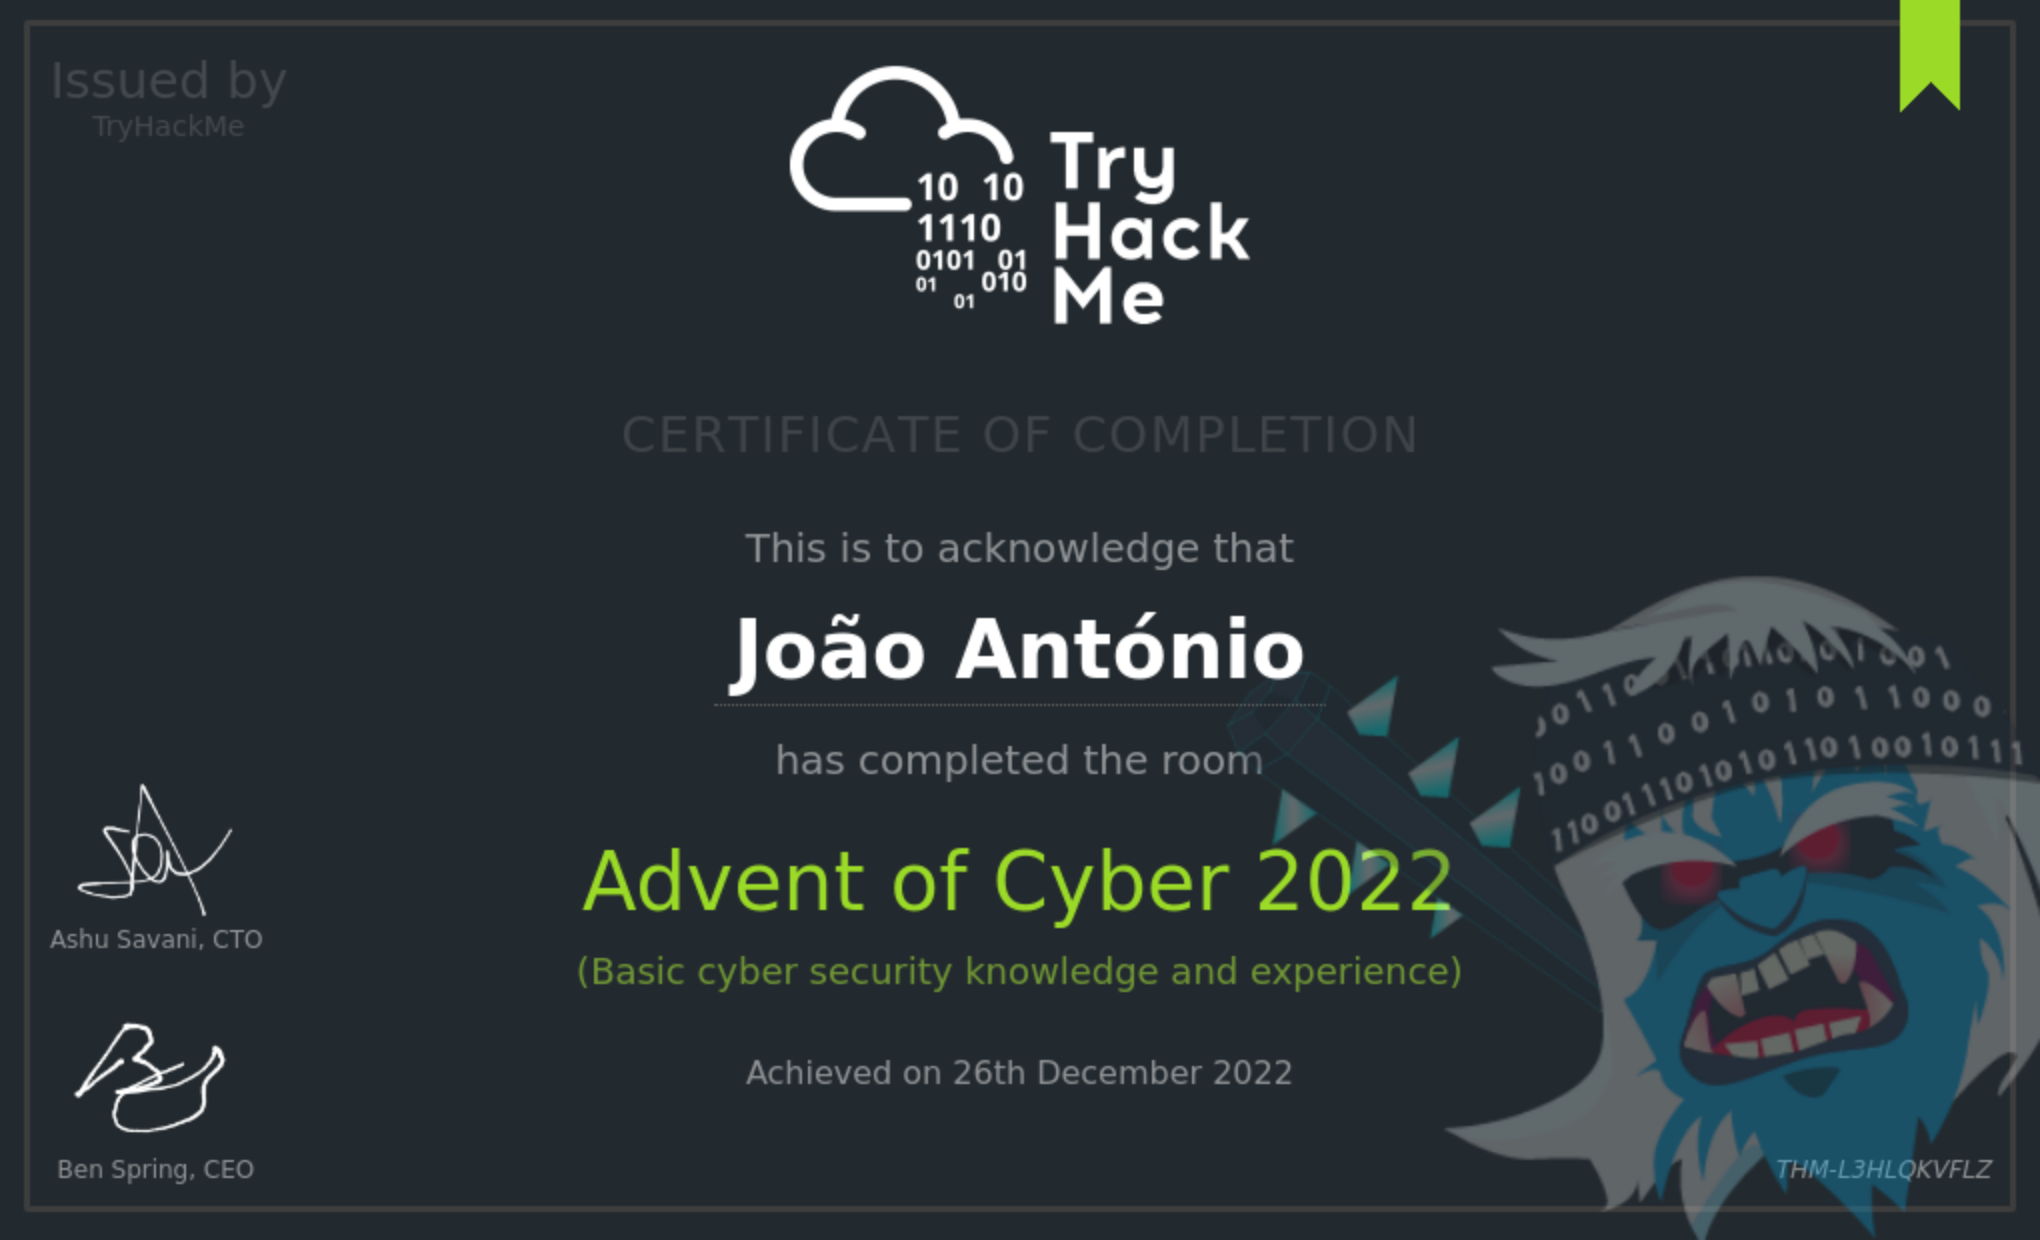 Issued by
TryHackMe
10 10
1110
0101 01
01 010
01
Try
Hack
Me
CERTIFICATE OF COMPLETION
This is to acknowledge that
João António
has completed the room
Advent of Cyber 2022
(Basic cyber security knowledge and experience)
Achieved on 26th December 2022
Ashu Savani, CTO
Ben Spring, CEO
THM-L3HLQKVFLZ